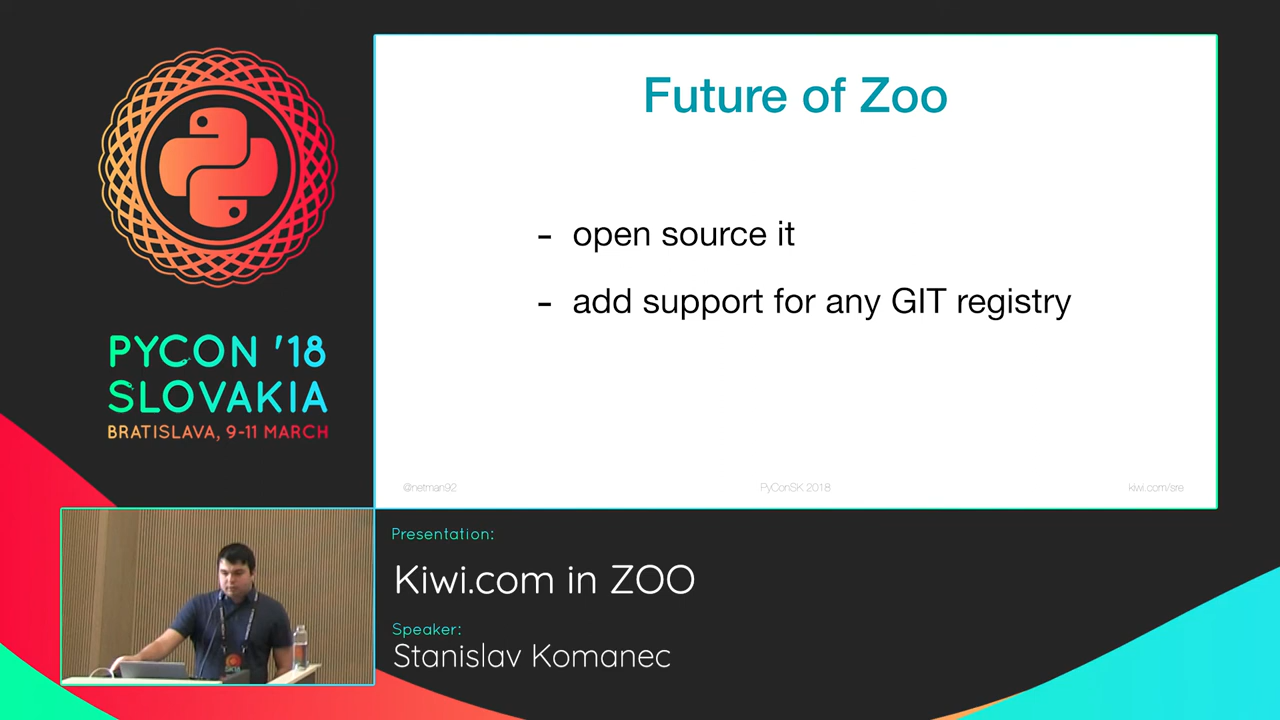 PYCON '18
SLOVAKIA
BRATISLAVA, 9-11 MARCH
Future of Zoo
- open source it
- add support for any GIT registry
@netman92
PyConSK 2018
kiwi.com/sre
Presentation:
Kiwi.com in ZOO
Speaker:
Stanislav Komanec